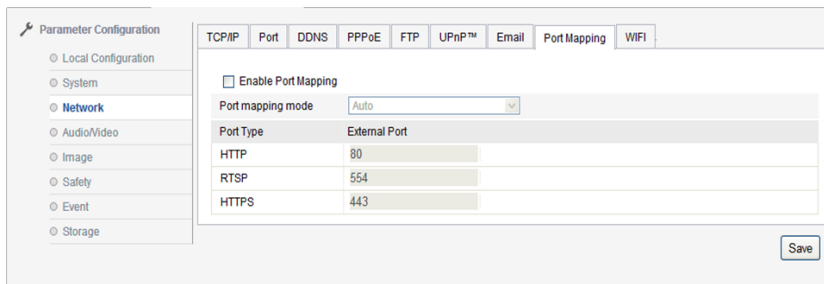 Parameter Configuration
Local Configuration
System
Network
Audio/Video
Image
Safety
Event
Storage
TCP/IP Port DDNS PPPoE FTP UPnP™ Email Port Mapping WIFI
Enable Port Mapping
Port mapping mode Auto
Port Type External Port
HTTP 80
RTSP 554
HTTPS 443
Save